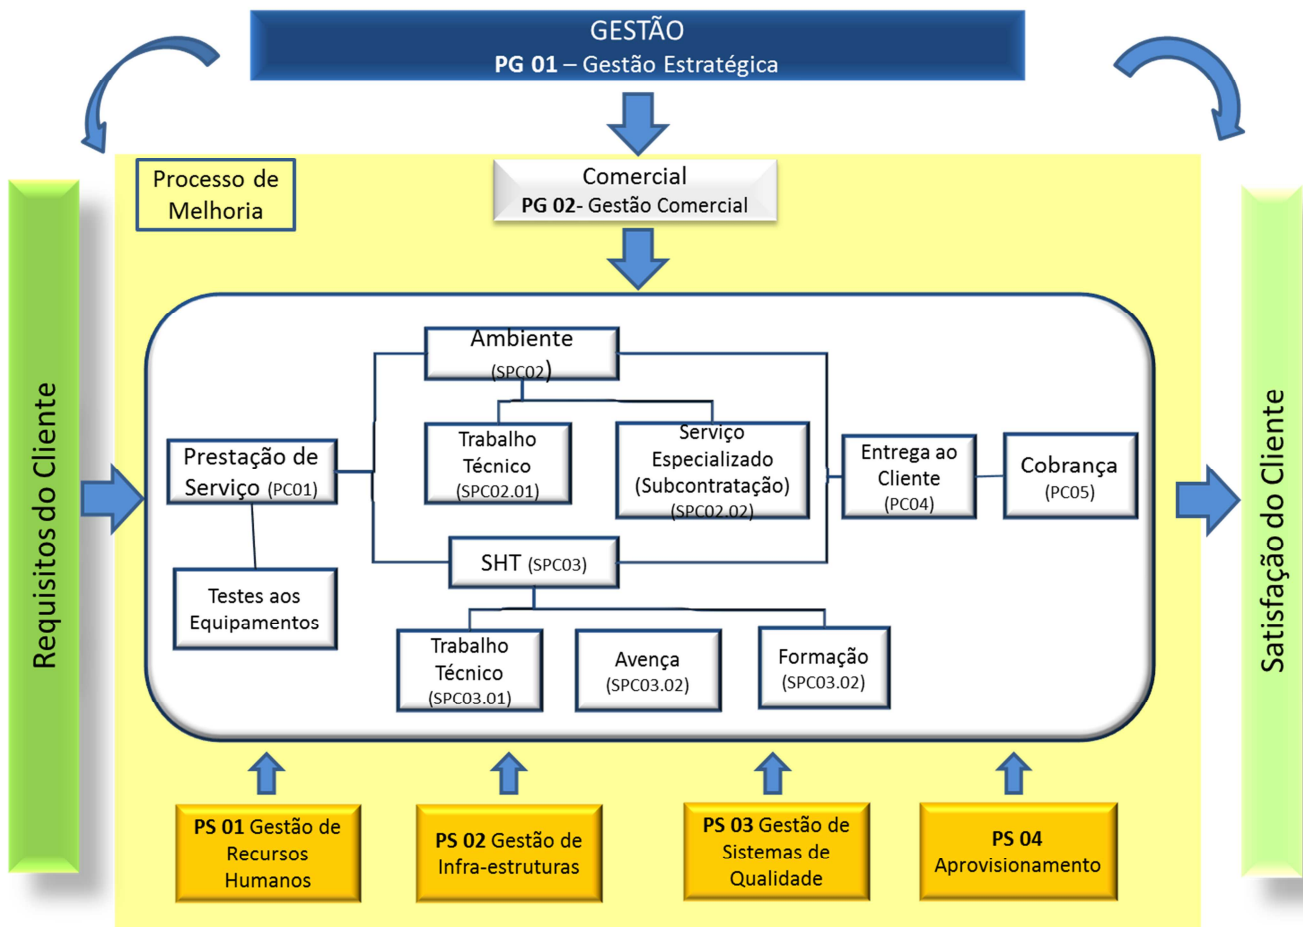 GESTÃO
PG 01 – Gestão Estratégica
Processo de
Melhoria
Comercial
PG 02- Gestão Comercial
Requisitos do Cliente
Ambiente
(SPC02)
Prestação de
Serviço (PC01)
Trabalho
Técnico
(SPC02.01)
Serviço
Especializado
(Subcontratação)
(SPC02.02)
Entrega ao
Cliente
(PC04)
Cobrança
(PC05)
SHT (SPC03)
Testes aos
Equipamentos
Trabalho
Técnico
(SPC03.01)
Avença
(SPC03.02)
Formação
(SPC03.02)
Satisfação do Cliente
PS 01 Gestão de
Recursos
Humanos
PS 02 Gestão de
Infra-estruturas
PS 03 Gestão de
Sistemas de
Qualidade
PS 04
Aprovisionamento